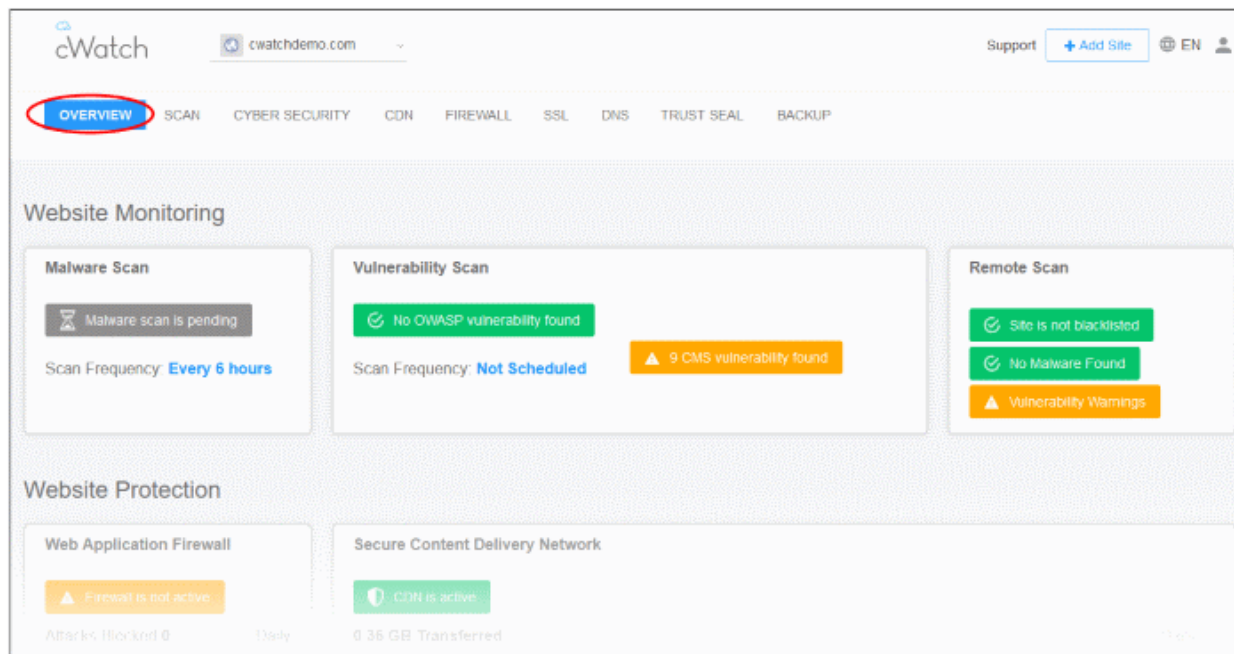 cWatch
cwatchdemo.com
Support
+ Add Site
EN
OVERVIEW SCAN CYBER SECURITY CDN FIREWALL SSL DNS TRUST SEAL BACKUP
Website Monitoring
Malware Scan
Malware scan is pending
Scan Frequency: Every 6 hours
Vulnerability Scan
No OWASP vulnerability found
9 CMS vulnerability found
Scan Frequency: Not Scheduled
Remote Scan
Site is not blacklisted
No Malware Found
Vulnerability Warnings
Website Protection
Web Application Firewall
Firewall is not active
Attacks Blocked 0 Daily
Secure Content Delivery Network
CDN is active
0.36 GB Transferred